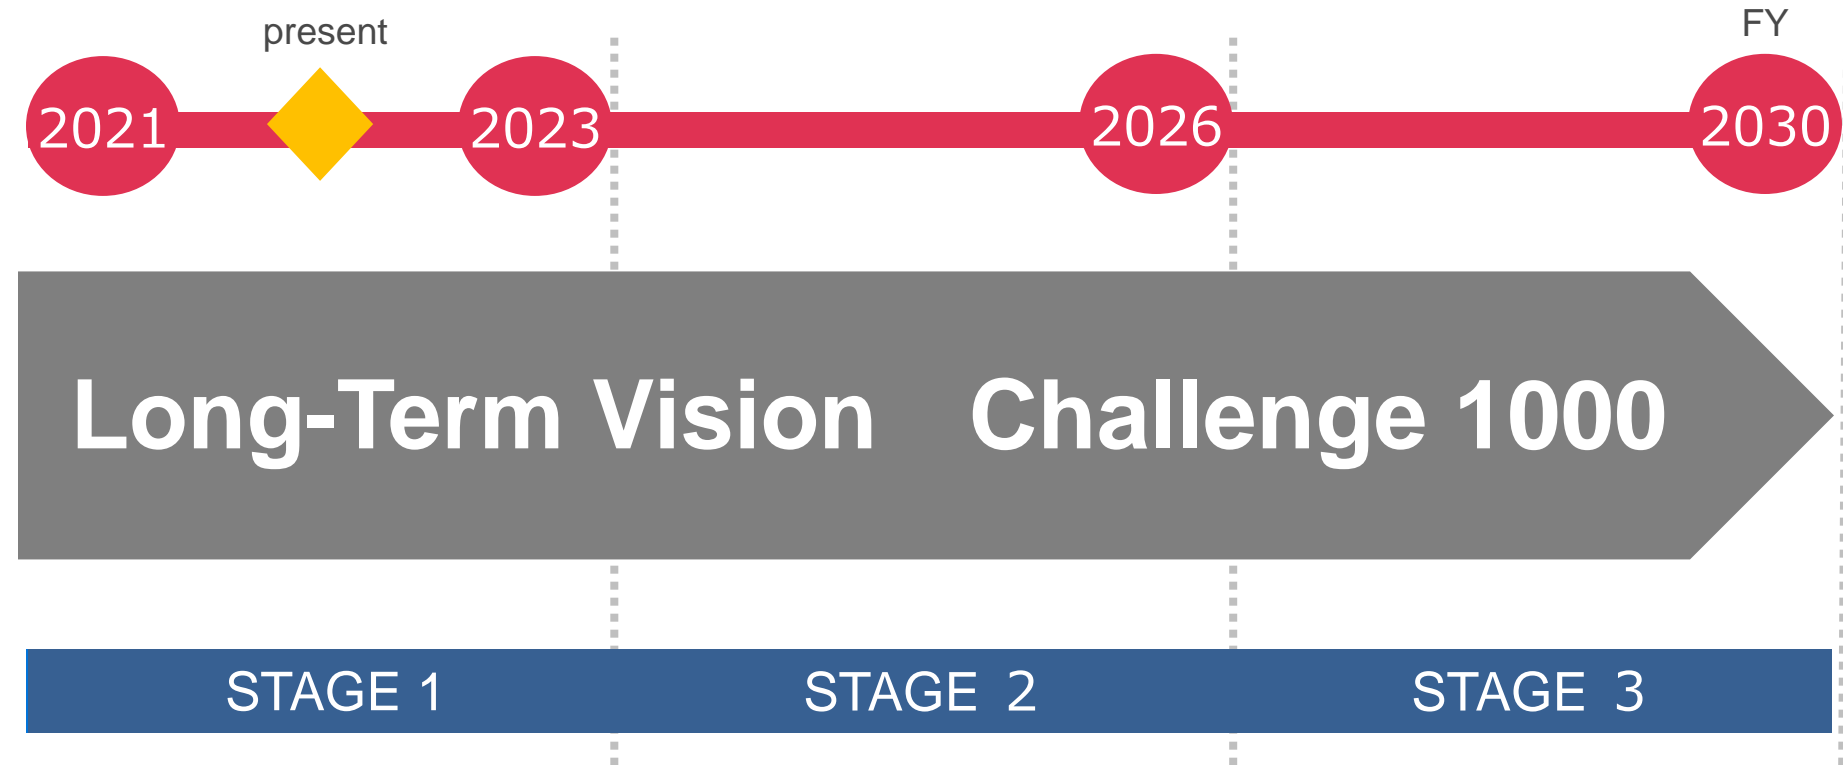 present
FY
2021
2023
2026
2030
Long-Term Vision Challenge 1000
STAGE 1
STAGE 2
STAGE 3